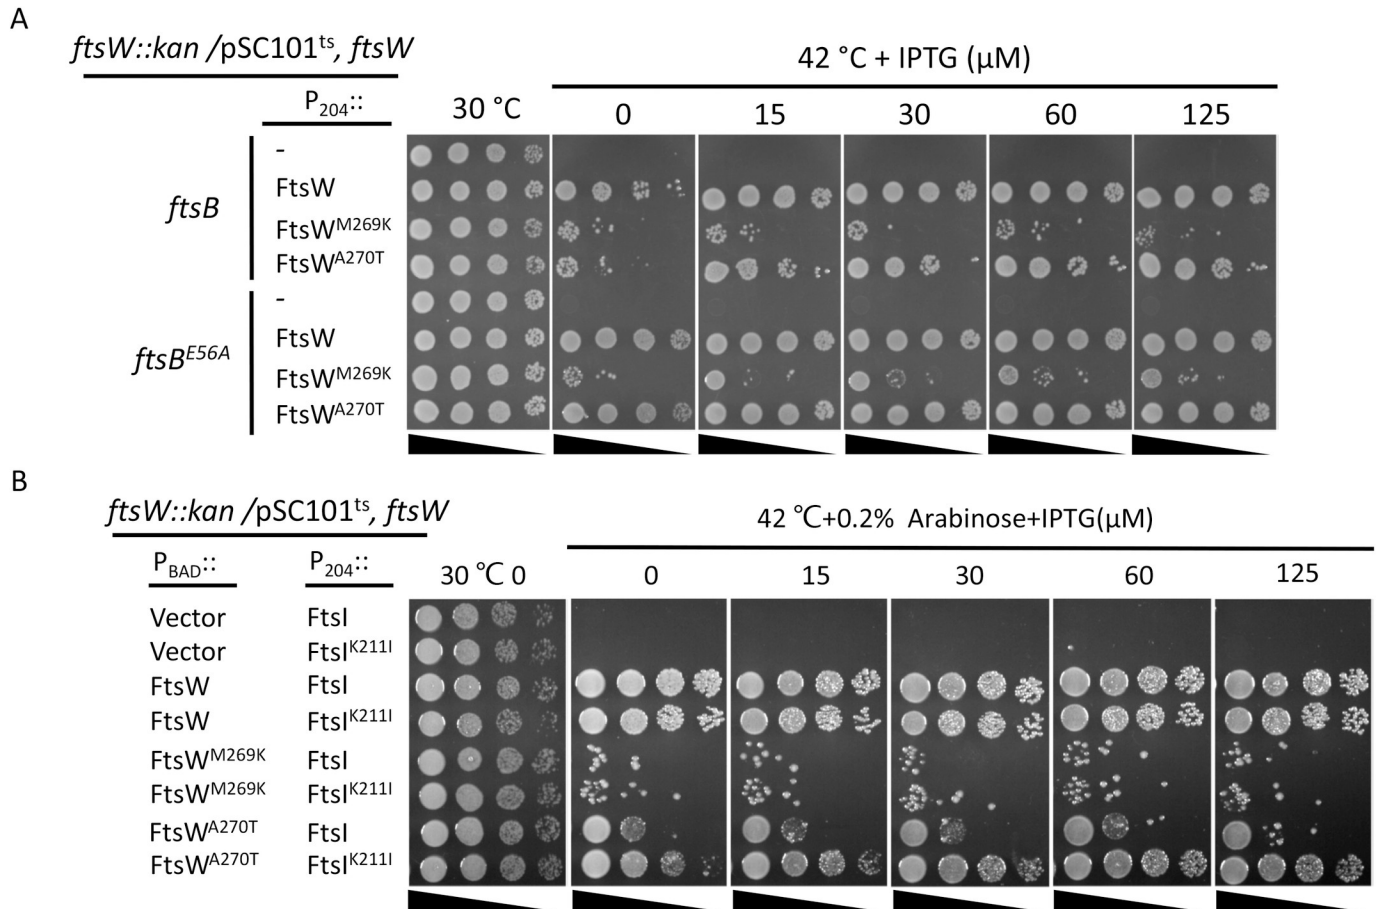 A
ftsW::kan /pSC101ts, ftsW
42 °C + IPTG (μM)
P204::
30 °C
0
15
30
60
125
ftsB
-
FtsW
FtsWM269K
FtsWA270T
ftsBE56A
-
FtsW
FtsWM269K
FtsWA270T
B
ftsW::kan /pSC101ts, ftsW
42 ℃+0.2% Arabinose+IPTG(μM)
PBAD::
P204::
30 ℃ 0
0
15
30
60
125
Vector FtsI
Vector FtsIK211I
FtsW FtsI
FtsW FtsIK211I
FtsWM269K FtsI
FtsWM269K FtsIK211I
FtsWA270T FtsI
FtsWA270T FtsIK211I